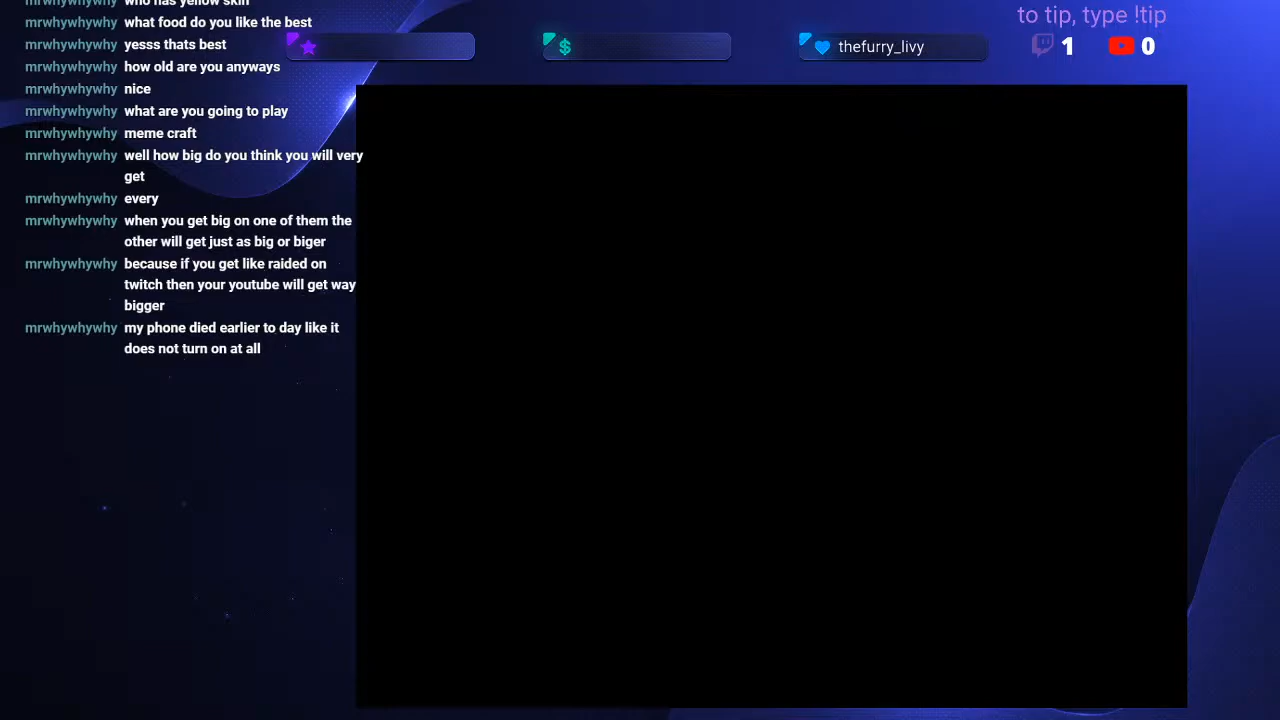 who has yellow skin
to tip, type !tip
mrwhywhywhy what food do you like the best
mrwhywhywhy yesss thats best
$
thefurry_livy
1
0
mrwhywhywhy how old are you anyways
mrwhywhywhy nice
mrwhywhywhy what are you going to play
mrwhywhywhy meme craft
mrwhywhywhy well how big do you think you will very
get
mrwhywhywhy every
mrwhywhywhy when you get big on one of them the
other will get just as big or biger
mrwhywhywhy because if you get like raided on
twitch then your youtube will get way
bigger
mrwhywhywhy my phone died earlier to day like it
does not turn on at all